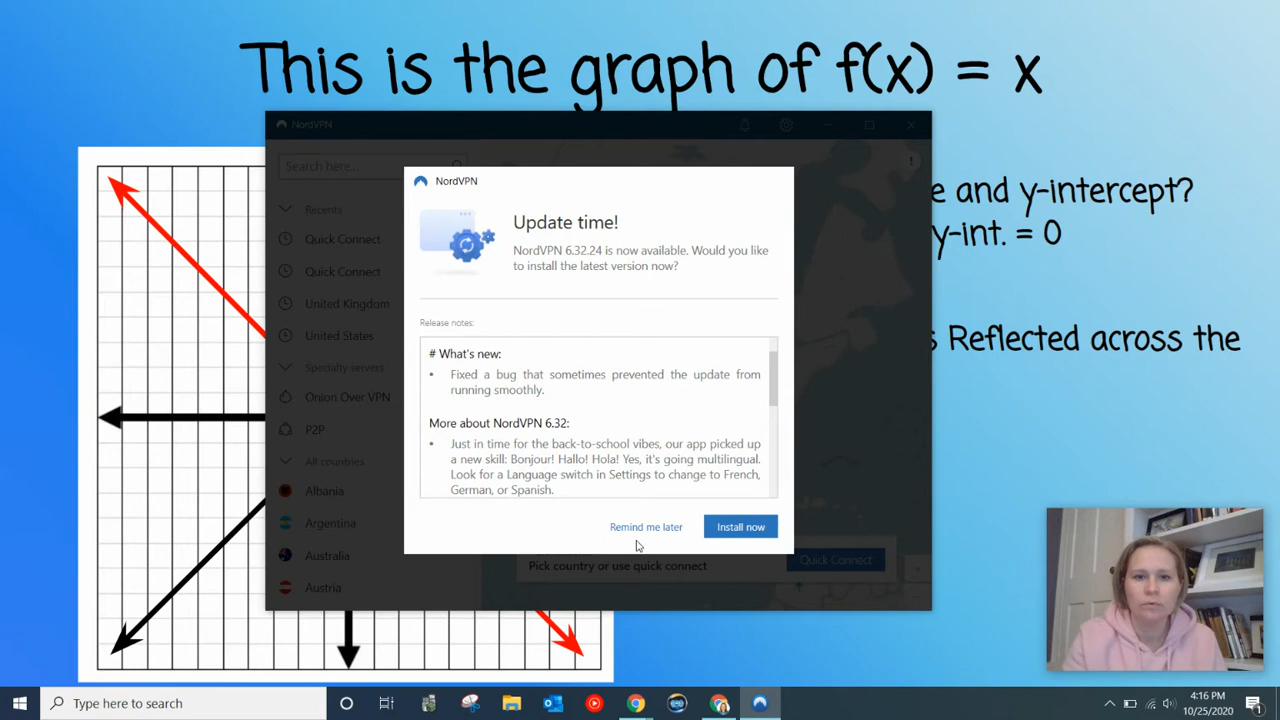 This is the graph of f(x) = x
e and y-intercept?
y-int. = 0
s Reflected across the
NordVPN
Search here...
Recents
Quick Connect
Quick Connect
United Kingdom
United States
Specialty servers
Onion Over VPN
P2P
All countries
Albania
Argentina
Australia
Austria
NordVPN
Update time!
NordVPN 6.32.24 is now available. Would you like
to install the latest version now?
Release notes:
# What's new:
• Fixed a bug that sometimes prevented the update from
running smoothly.
More about NordVPN 6.32:
• Just in time for the back-to-school vibes, our app picked up
a new skill: Bonjour! Hallo! Hola! Yes, it's going multilingual.
Look for a Language switch in Settings to change to French,
German, or Spanish.
Remind me later
Install now
Pick country or use quick connect
Quick Connect
Type here to search
4:16 PM
10/25/2020
1